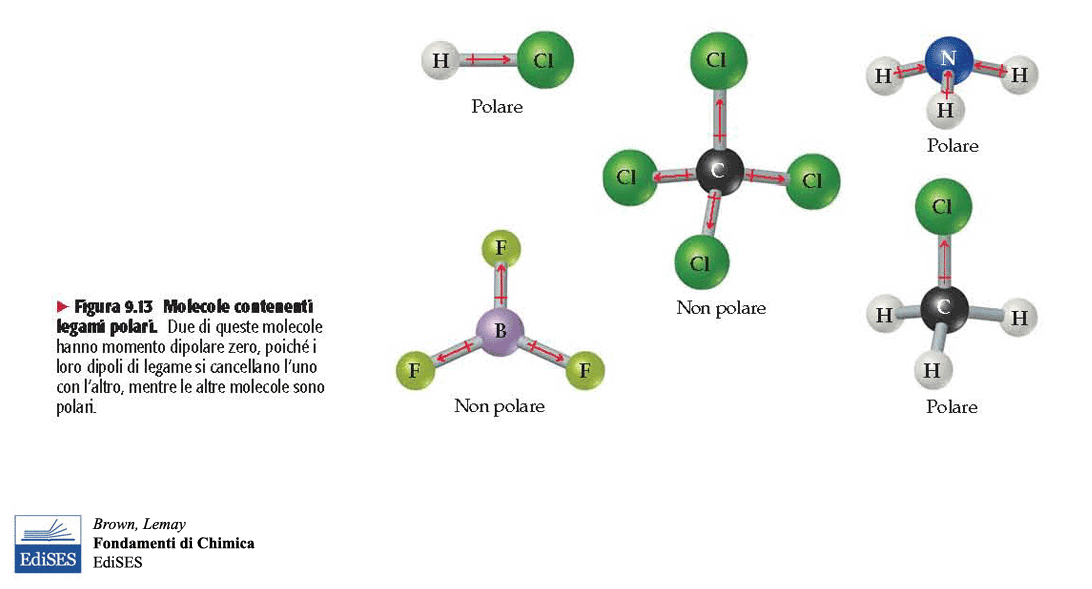 H Cl
Polare
Cl
Cl C Cl
Cl
Non polare
N
H H
H
Polare
F
B
F F
Non polare
Cl
H C H
H
Polare
▶ Figura 9.13 Molecole contenenti
legami polari. Due di queste molecole
hanno momento dipolare zero, poiché i
loro dipoli di legame si cancellano l'uno
con l'altro, mentre le altre molecole sono
polari.
EdiSES
Brown, Lemay
Fondamenti di Chimica
EdiSES